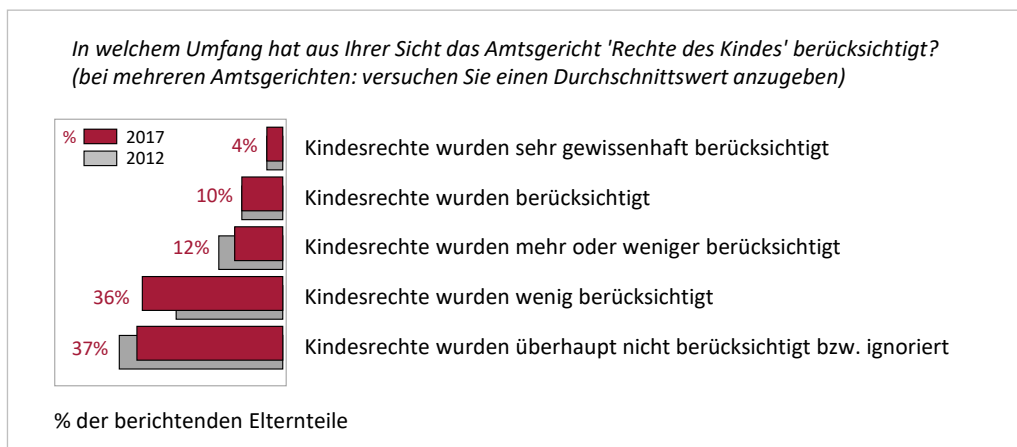 In welchem Umfang hat aus Ihrer Sicht das Amtsgericht 'Rechte des Kindes' berücksichtigt?
(bei mehreren Amtsgerichten: versuchen Sie einen Durchschnittswert anzugeben)
% 2017
2012
4% Kindesrechte wurden sehr gewissenhaft berücksichtigt
10% Kindesrechte wurden berücksichtigt
12% Kindesrechte wurden mehr oder weniger berücksichtigt
36% Kindesrechte wurden wenig berücksichtigt
37% Kindesrechte wurden überhaupt nicht berücksichtigt bzw. ignoriert
% der berichtenden Elternteile